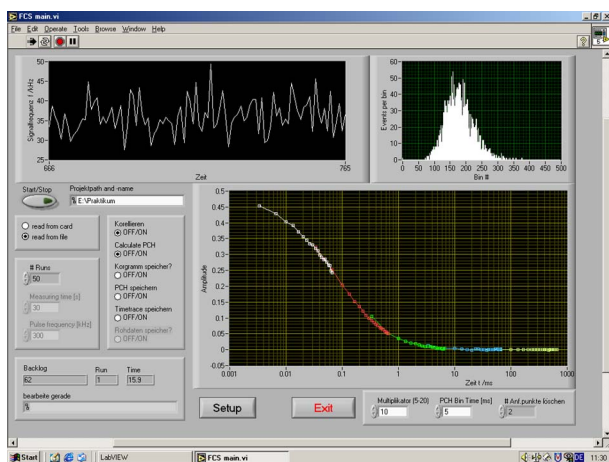 FCS main.vi
File Edit Operate Tools Browse Window Help
Signalfrequenz f /kHz
50
45
40
35
30
25
666
765
Zeit
Events per bin
60
50
40
30
20
10
0
0 50 100 150 200 250 300 350 400 450 500
Bin #
Start/Stop
Projektpath and -name
E:\Praktikum
read from card
read from file
# Runs
50
Measuring time [s]
30
Pulse frequency [kHz]
300
Korellieren
OFF/ON
Calculate PCH
OFF/ON
Korgramm speicher?
OFF/ON
PCH speichern
OFF/ON
Timetrace speichern
OFF/ON
Rohdaten speicher?
OFF/ON
Amplitude
0.5
0.45
0.4
0.35
0.3
0.25
0.2
0.15
0.1
0.05
0
-0.05
0.001 0.01 0.1 1 10 100 1000
Zeit t /ms
Backlog Run Time
62 1 15.9
bearbeite gerade
Setup
Exit
Multiplikator (5-20) PCH Bin Time [ms] # Anf.punkte löschen
10 5 2
Start LabVIEW FCS main.vi DE 11:30